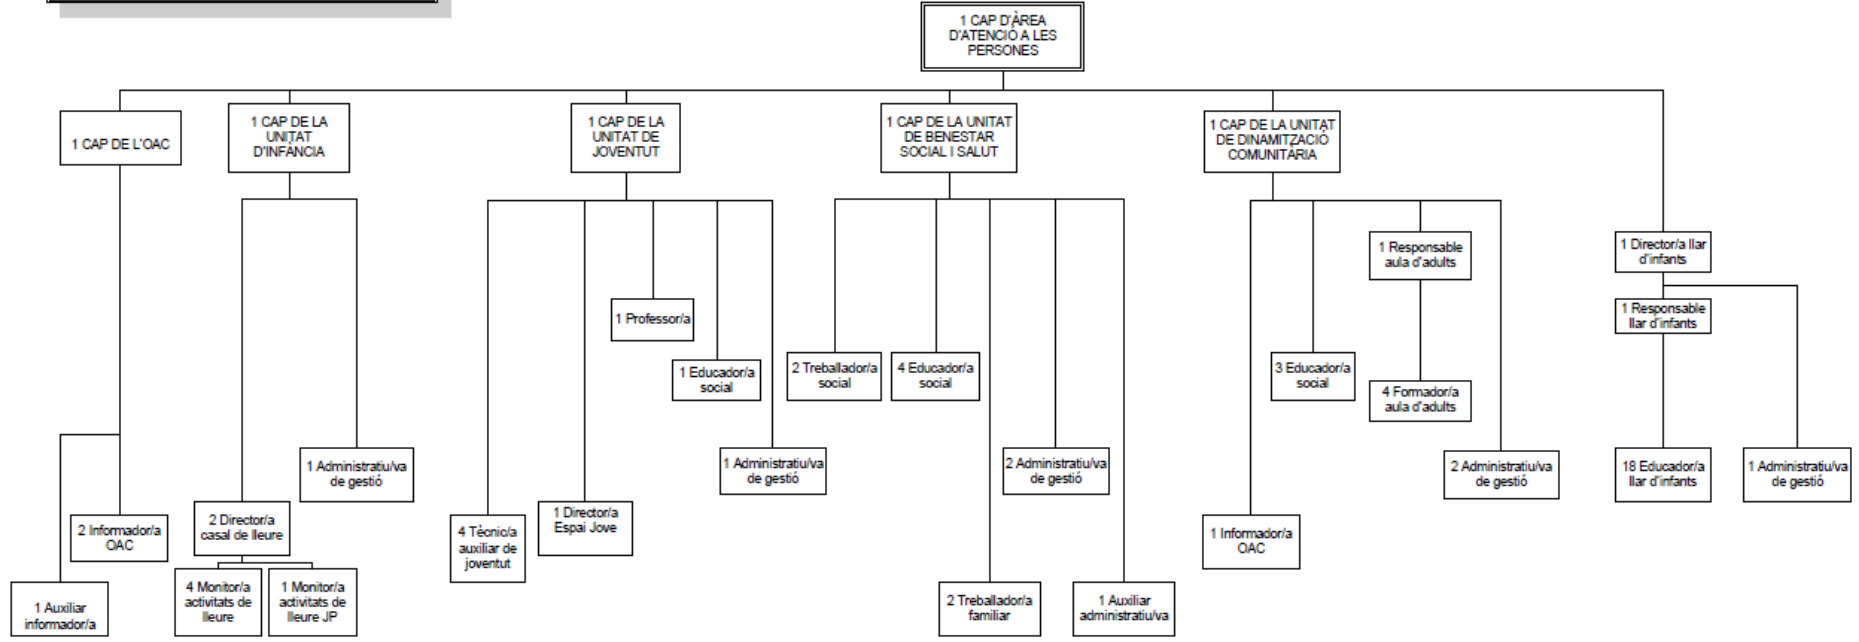 1 CAP D'ÀREA
D'ATENCIÓ A LES
PERSONES
1 CAP DE L'OAC
1 CAP DE LA
UNITAT
D'INFÀNCIA
1 CAP DE LA
UNITAT DE
JOVENTUT
1 CAP DE LA UNITAT
DE BENESTAR
SOCIAL I SALUT
1 CAP DE LA UNITAT
DE DINAMITZACIÓ
COMUNITÀRIA
1 Director/a llar
d'infants
1 Responsable
aula d'adults
1 Responsable
llar d'infants
1 Professor/a
1 Educador/a
social
2 Treballador/a
social
4 Educador/a
social
3 Educador/a
social
4 Formador/a
aula d'adults
1 Administratiu/va
de gestió
1 Administratiu/va
de gestió
2 Administratiu/va
de gestió
2 Administratiu/va
de gestió
18 Educador/a
llar d'infants
1 Administratiu/va
de gestió
2 Informador/a
OAC
2 Director/a
casal de lleure
4 Tècnic/a
auxiliar de
joventut
1 Director/a
Espai Jove
1 Informador/a
OAC
1 Auxiliar
informador/a
4 Monitor/a
activitats de
lleure
1 Monitor/a
activitats de
lleure JP
2 Treballador/a
familiar
1 Auxiliar
administratiu/va